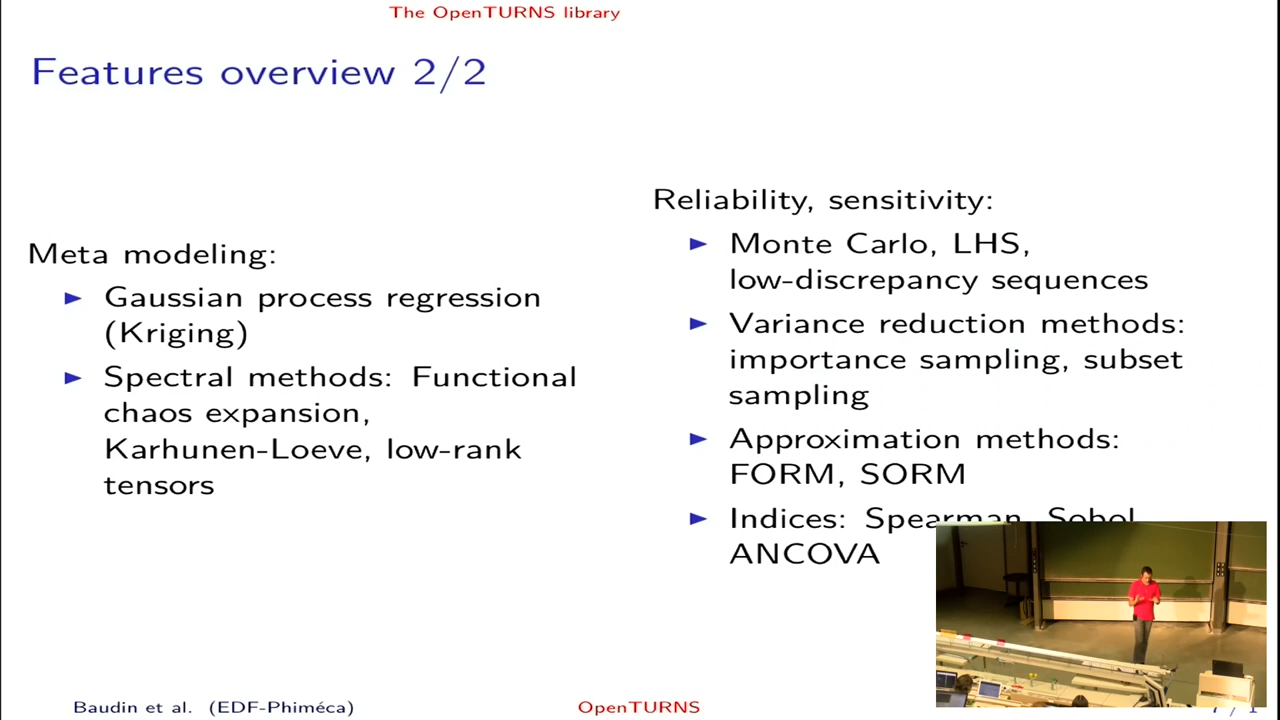 The OpenTURNS library
Features overview 2/2
Meta modeling:
Gaussian process regression
(Kriging)
Spectral methods: Functional
chaos expansion,
Karhunen-Loeve, low-rank
tensors
Reliability, sensitivity:
Monte Carlo, LHS,
low-discrepancy sequences
Variance reduction methods:
importance sampling, subset
sampling
Approximation methods:
FORM, SORM
Indices: Spearman, Sobol,
ANCOVA
Baudin et al. (EDF-Phiméca)
OpenTURNS